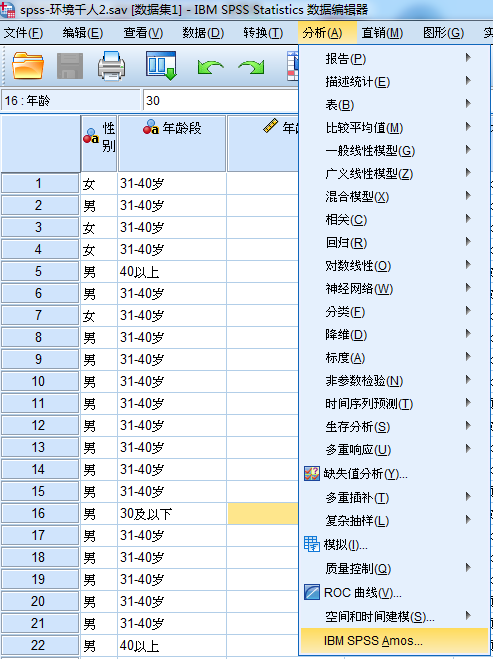 spss-环境千人2.sav [数据集1] - IBM SPSS Statistics 数据编辑器
文件(F) 编辑(E) 查看(V) 数据(D) 转换(T) 分析(A) 直销(M) 图形(G)
16 : 年龄 30
性别 年龄段
1 女 31-40岁
2 男 31-40岁
3 女 31-40岁
4 女 31-40岁
5 男 40以上
6 男 31-40岁
7 女 31-40岁
8 男 31-40岁
9 男 31-40岁
10 男 31-40岁
11 男 31-40岁
12 男 31-40岁
13 男 31-40岁
14 男 31-40岁
15 男 31-40岁
16 男 30及以下
17 男 31-40岁
18 男 31-40岁
19 男 31-40岁
20 男 31-40岁
21 男 31-40岁
22 男 40以上
报告(P)
描述统计(E)
表(B)
比较平均值(M)
一般线性模型(G)
广义线性模型(Z)
混合模型(X)
相关(C)
回归(R)
对数线性(O)
神经网络(W)
分类(F)
降维(D)
标度(A)
非参数检验(N)
时间序列预测(T)
生存分析(S)
多重响应(U)
缺失值分析(Y)...
多重插补(T)
复杂抽样(L)
模拟(I)...
质量控制(Q)
ROC 曲线(V)...
空间和时间建模(S)...
IBM SPSS Amos...